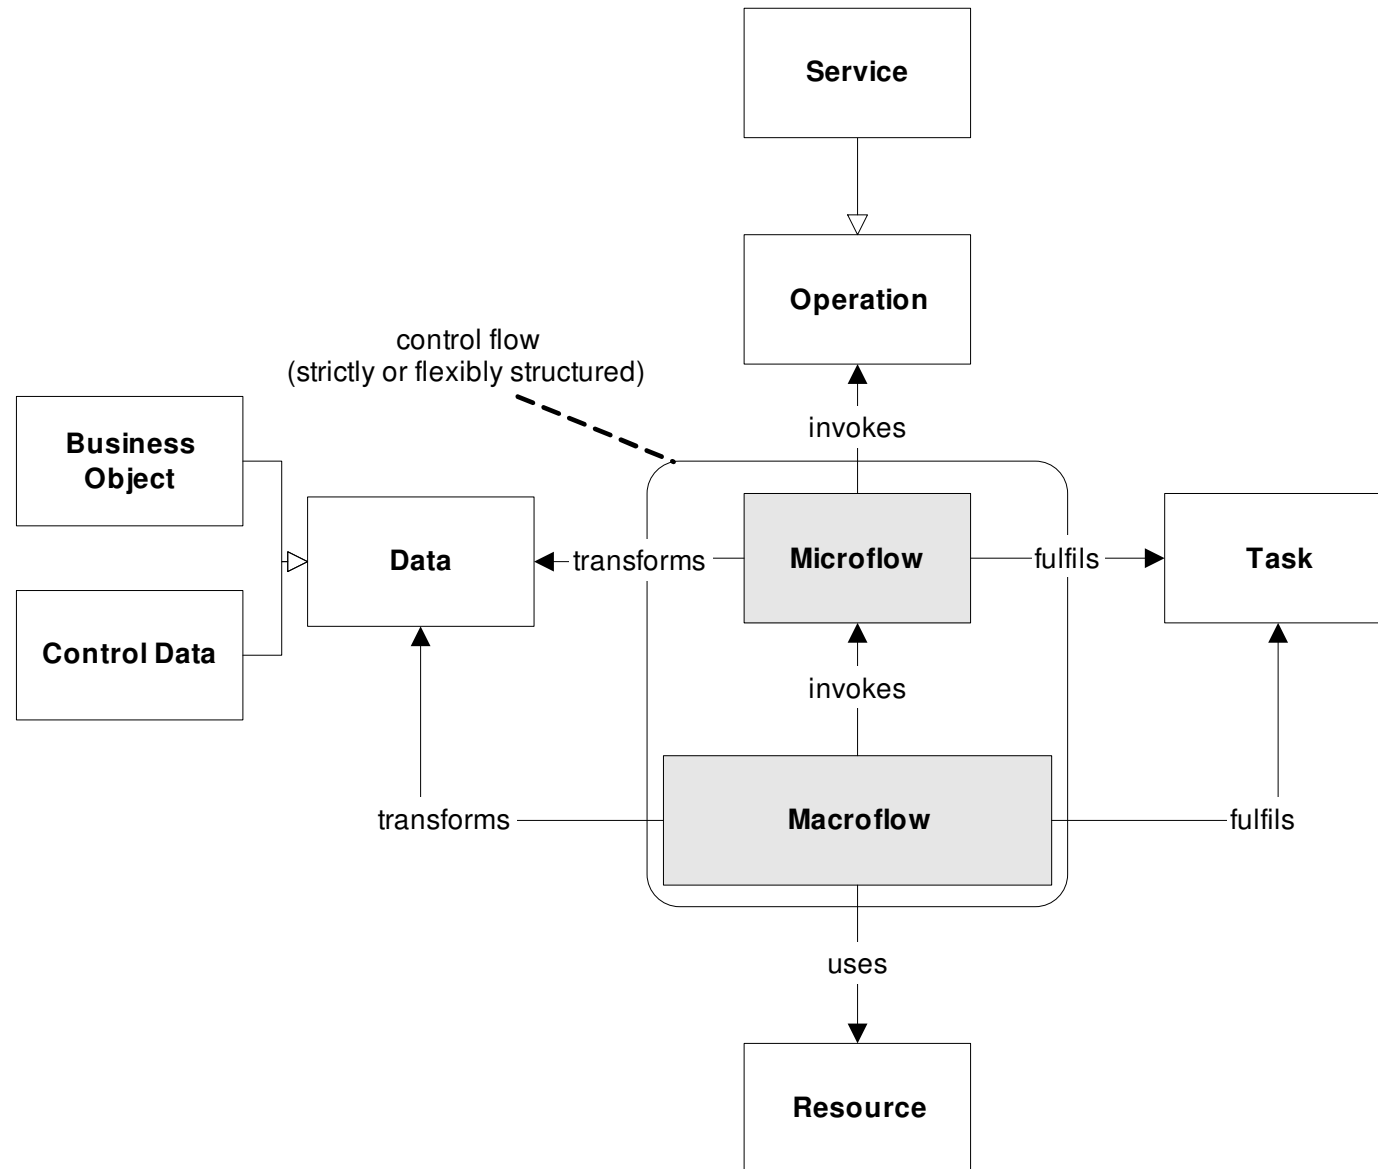 Service
Operation
control flow
(strictly or flexibly structured)
invokes
Business
Object
Data
transforms
Microflow
fulfils
Task
Control Data
invokes
transforms
Macroflow
fulfils
uses
Resource